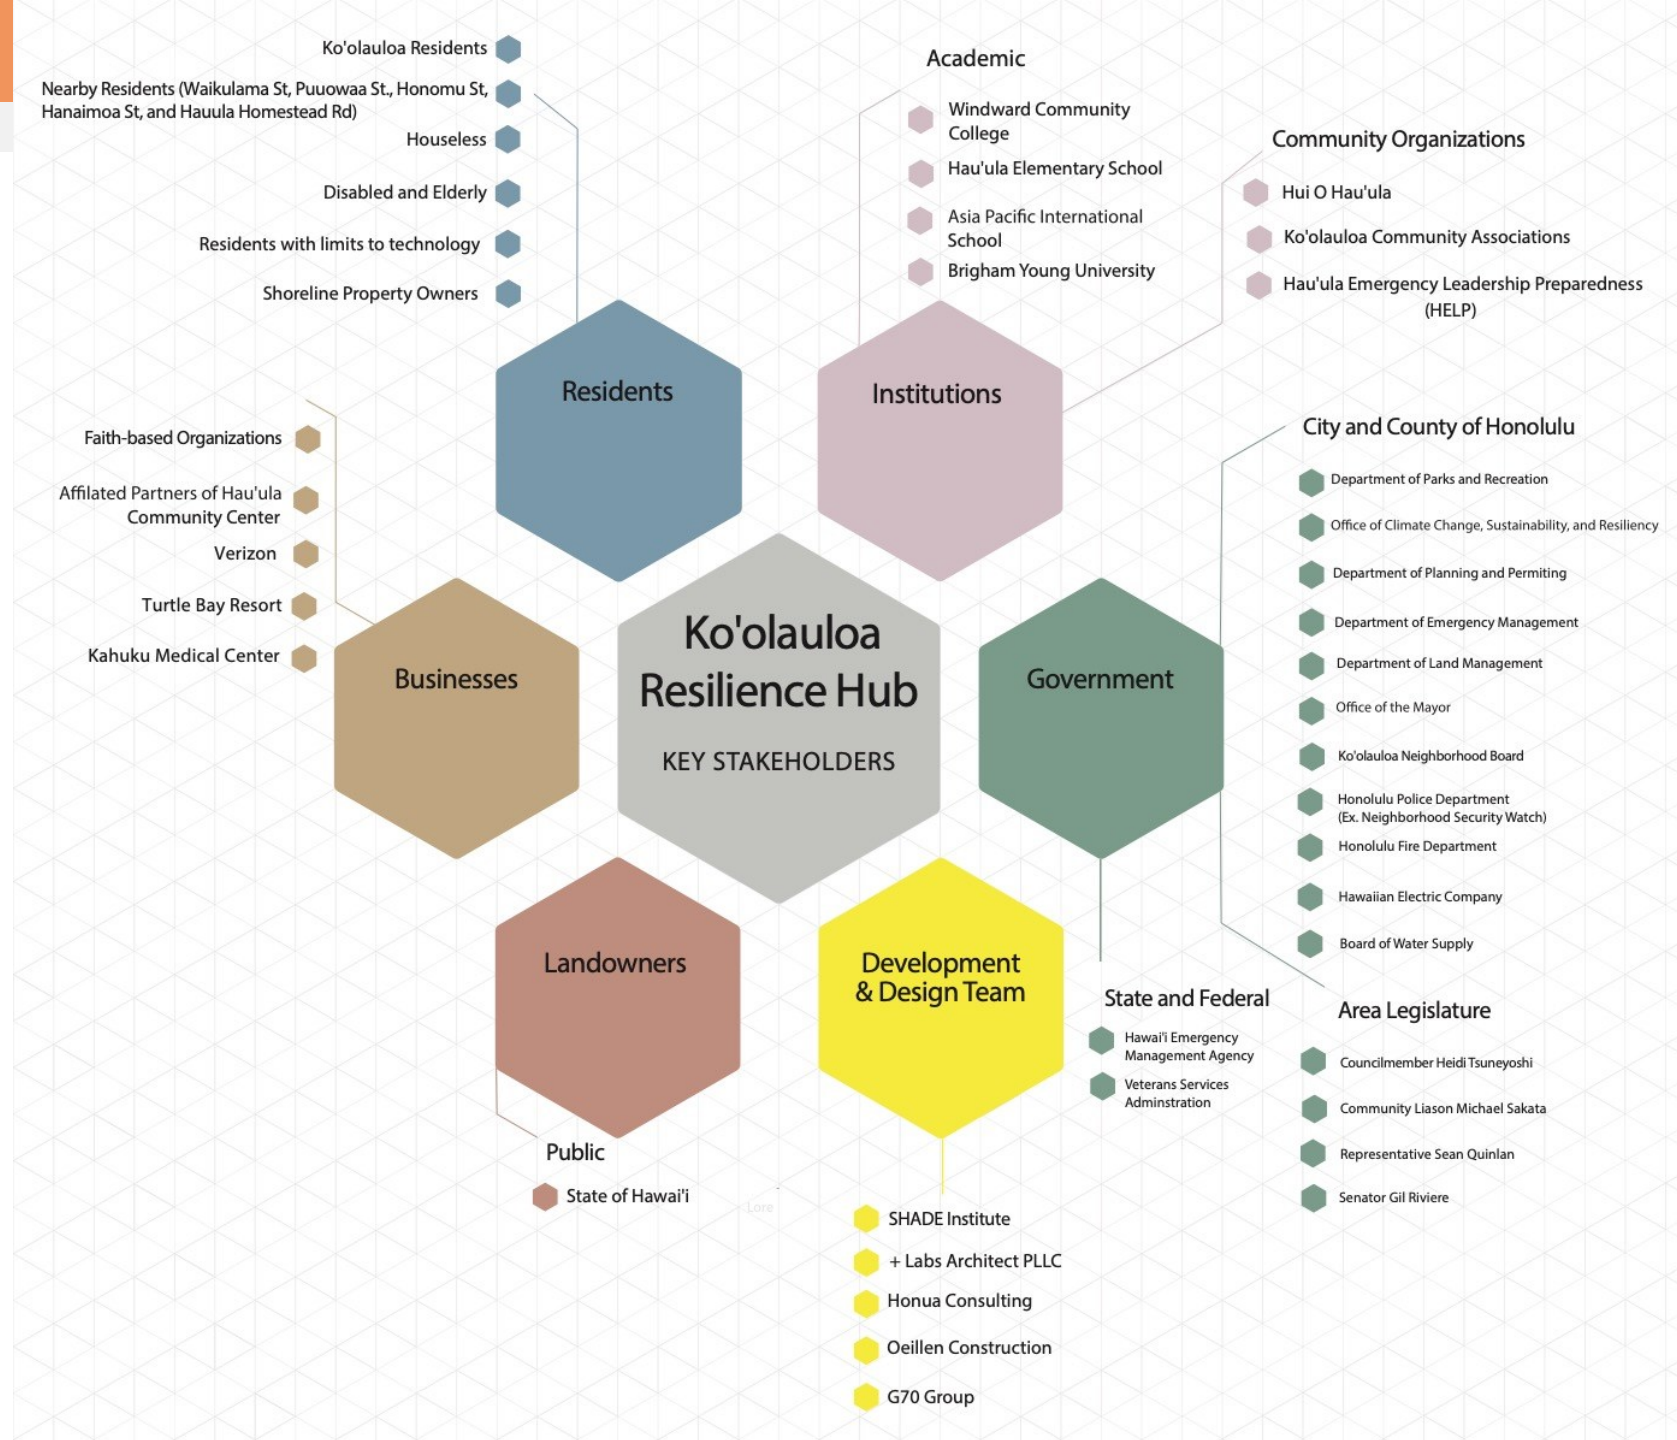 Ko'olauloa Residents
Nearby Residents (Waikulama St, Puuowaa St., Honomu St,
Hanaimoa St, and Hauula Homestead Rd)
Houseless
Disabled and Elderly
Residents with limits to technology
Shoreline Property Owners
Residents
Academic
Windward Community
College
Hau'ula Elementary School
Asia Pacific International
School
Brigham Young University
Community Organizations
Hui O Hau'ula
Ko'olauloa Community Associations
Hau'ula Emergency Leadership Preparedness
(HELP)
Institutions
Faith-based Organizations
Affilated Partners of Hau'ula
Community Center
Verizon
Turtle Bay Resort
Kahuku Medical Center
Businesses
Ko'olauloa
Resilience Hub
KEY STAKEHOLDERS
Government
City and County of Honolulu
Department of Parks and Recreation
Office of Climate Change, Sustainability, and Resiliency
Department of Planning and Permiting
Department of Emergency Management
Department of Land Management
Office of the Mayor
Ko'olauloa Neighborhood Board
Honolulu Police Department
(Ex. Neighborhood Security Watch)
Honolulu Fire Department
Hawaiian Electric Company
Board of Water Supply
State and Federal
Hawai'i Emergency
Management Agency
Veterans Services
Adminstration
Area Legislature
Councilmember Heidi Tsuneyoshi
Community Liason Michael Sakata
Representative Sean Quinlan
Senator Gil Riviere
Landowners
Public
State of Hawai'i
Lore
Development
& Design Team
SHADE Institute
+ Labs Architect PLLC
Honua Consulting
Oeillen Construction
G70 Group